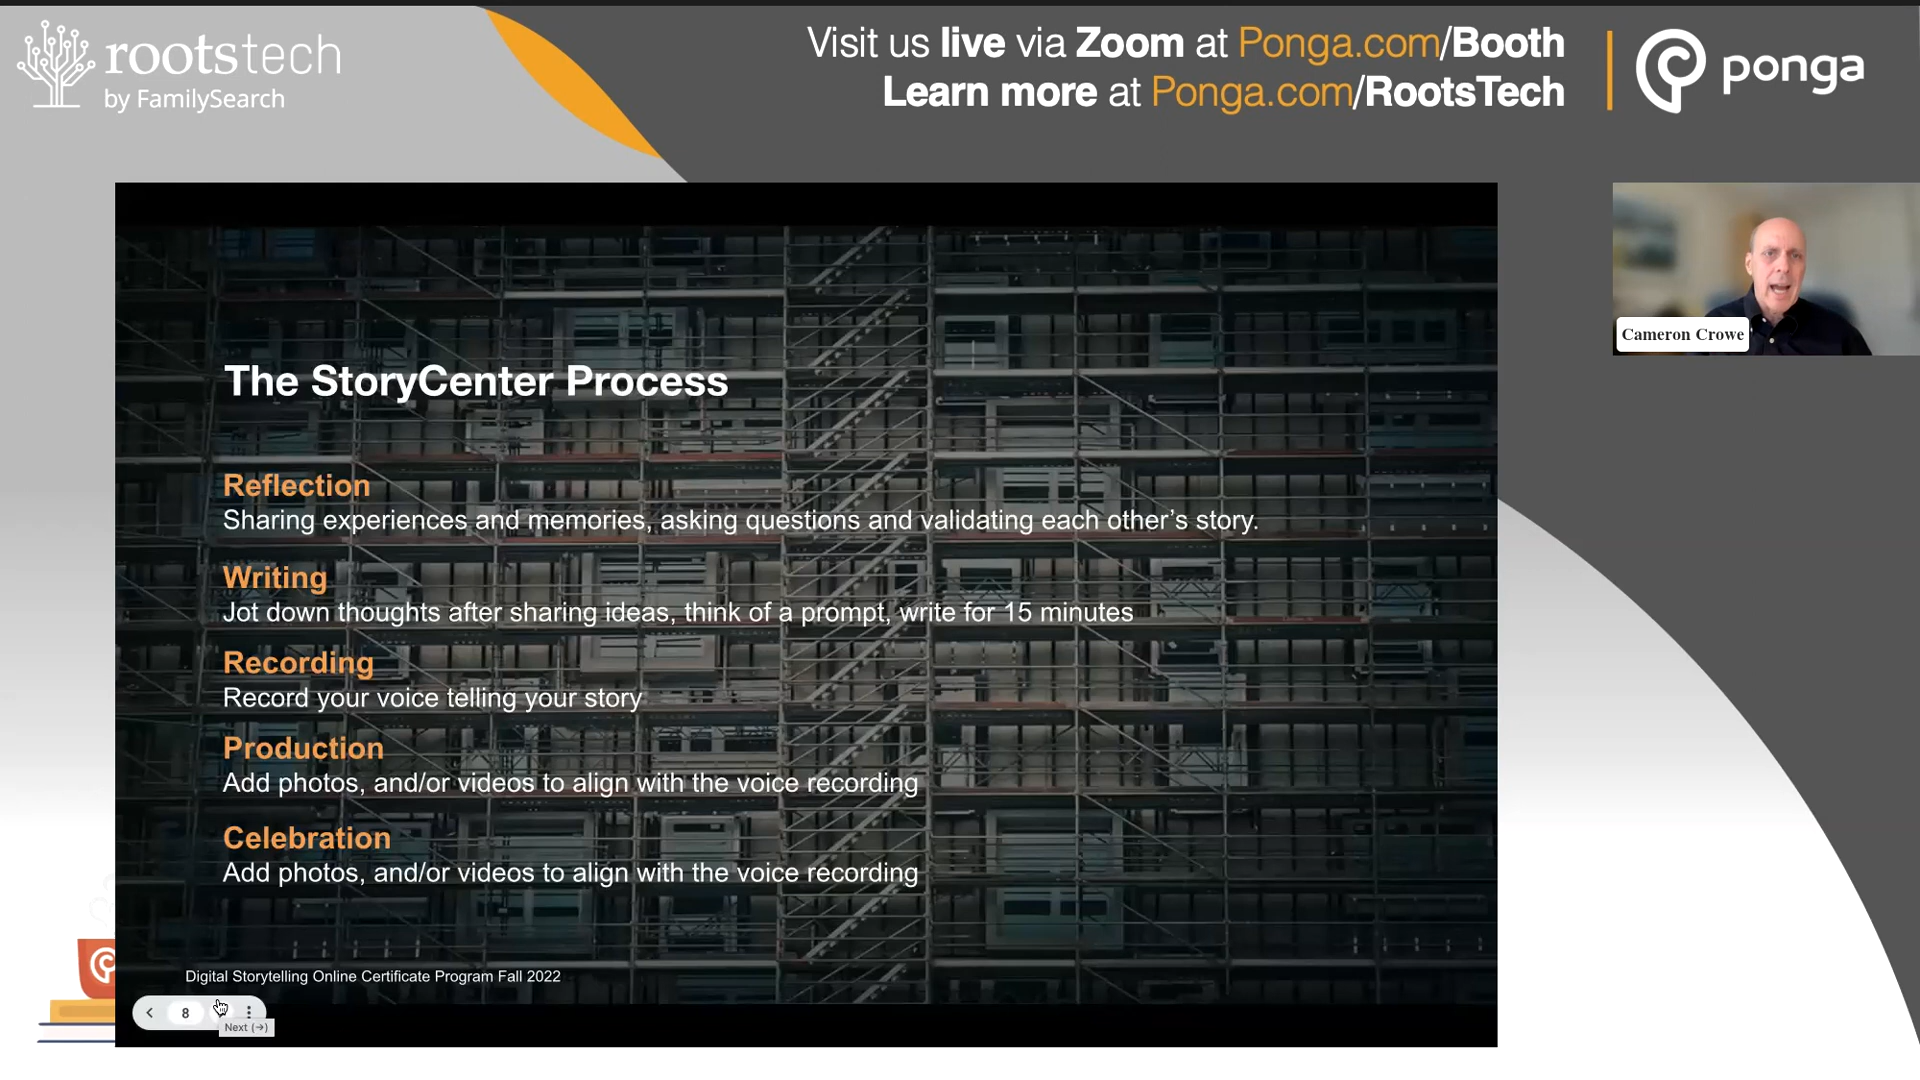 rootstech
by FamilySearch
Visit us live via Zoom at Ponga.com/Booth
Learn more at Ponga.com/RootsTech
ponga
Cameron Crowe
The StoryCenter Process
Reflection
Sharing experiences and memories, asking questions and validating each other’s story.
Writing
Jot down thoughts after sharing ideas, think of a prompt, write for 15 minutes
Recording
Record your voice telling your story
Production
Add photos, and/or videos to align with the voice recording
Celebration
Add photos, and/or videos to align with the voice recording
Digital Storytelling Online Certificate Program Fall 2022
8
Next (→)